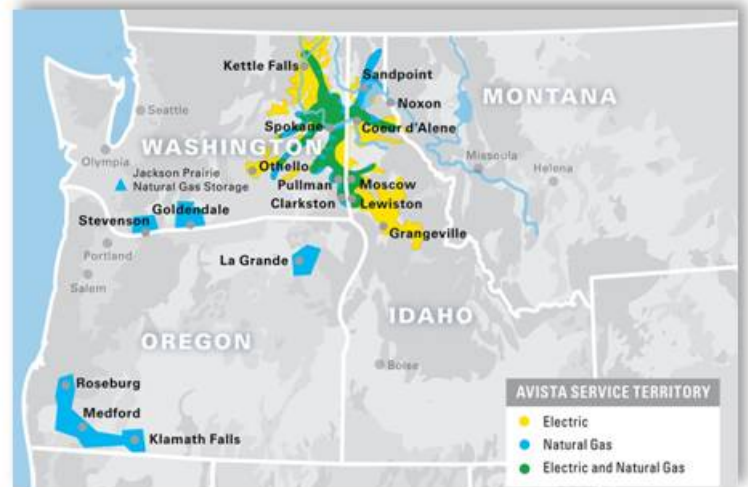 Kettle Falls
Sandpoint
Noxon
MONTANA
Seattle
Spokane
Coeur d'Alene
WASHINGTON
Olympia
Othello
Missoula
Helena
Jackson Prairie
Natural Gas Storage
Pullman
Moscow
Clarkston
Lewiston
Goldendale
Stevenson
Grangeville
Portland
La Grande
Salem
IDAHO
OREGON
Boise
Roseburg
Medford
Klamath Falls
AVISTA SERVICE TERRITORY
Electric
Natural Gas
Electric and Natural Gas